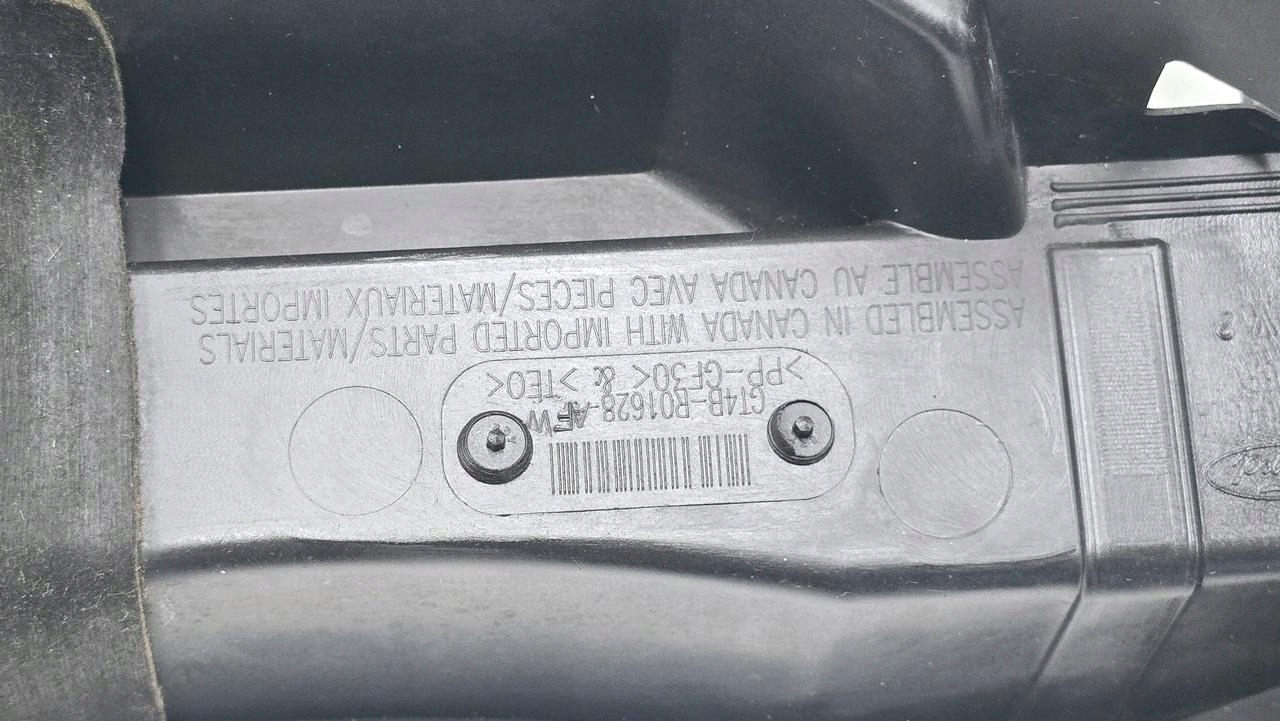 Ford
GT4B-R01628-AFW
>PP-GF30< & >TEO<
ASSEMBLED IN CANADA WITH IMPORTED PARTS/MATERIALS
ASSEMBLE AU CANADA AVEC PIECES/MATERIAUX IMPORTES